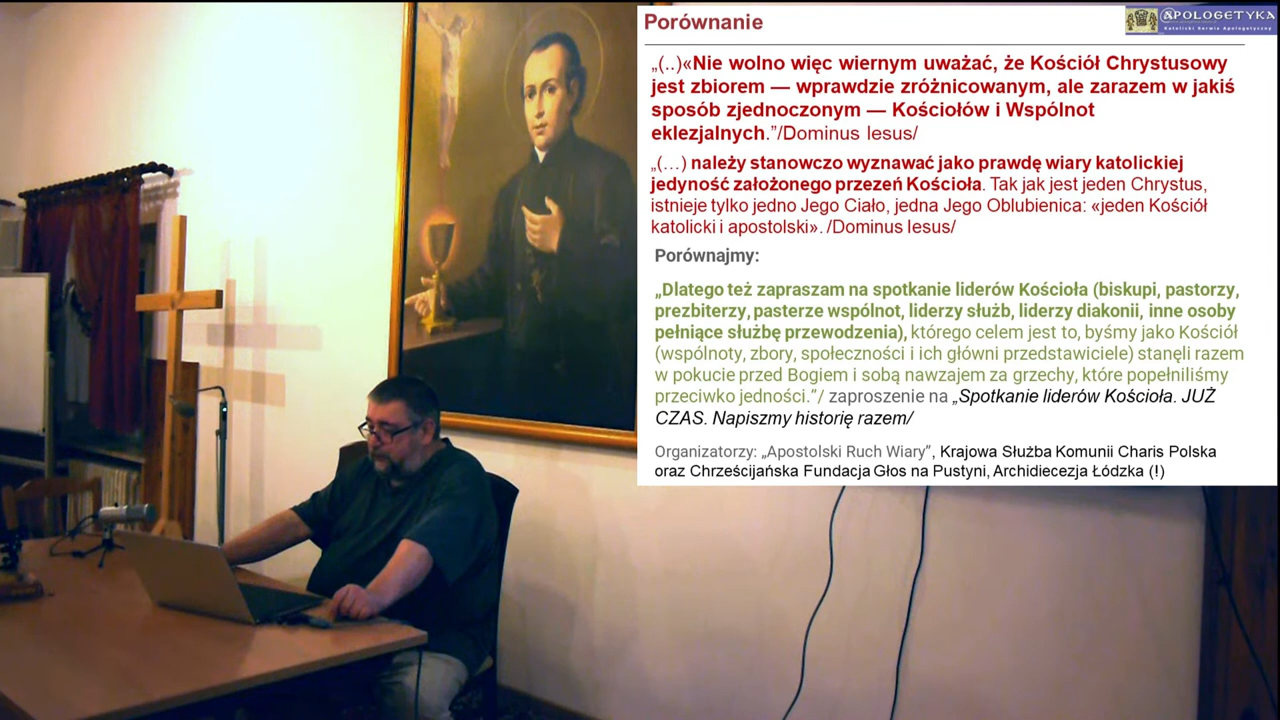 Porównanie
@POLOGETYKA
Katolicki Serwis Apologetyczny
„(..)«Nie wolno więc wiernym uważać, że Kościół Chrystusowy
jest zbiorem — wprawdzie zróżnicowanym, ale zarazem w jakiś
sposób zjednoczonym — Kościołów i Wspólnot
eklezjalnych.”/Dominus Iesus/
„(…) należy stanowczo wyznawać jako prawdę wiary katolickiej
jedyność założonego przezeń Kościoła. Tak jak jest jeden Chrystus,
istnieje tylko jedno Jego Ciało, jedna Jego Oblubienica: «jeden Kościół
katolicki i apostolski». /Dominus Iesus/
Porównajmy:
„Dlatego też zapraszam na spotkanie liderów Kościoła (biskupi, pastorzy,
prezbiterzy, pasterze wspólnot, liderzy służb, liderzy diakonii, inne osoby
pełniące służbę przewodzenia), którego celem jest to, byśmy jako Kościół
(wspólnoty, zbory, społeczności i ich główni przedstawiciele) stanęli razem
w pokucie przed Bogiem i sobą nawzajem za grzechy, które popełniliśmy
przeciwko jedności.”/ zaproszenie na „Spotkanie liderów Kościoła. JUŻ
CZAS. Napiszmy historię razem/
Organizatorzy: „Apostolski Ruch Wiary”, Krajowa Służba Komunii Charis Polska
oraz Chrześcijańska Fundacja Głos na Pustyni, Archidiecezja Łódzka (!)